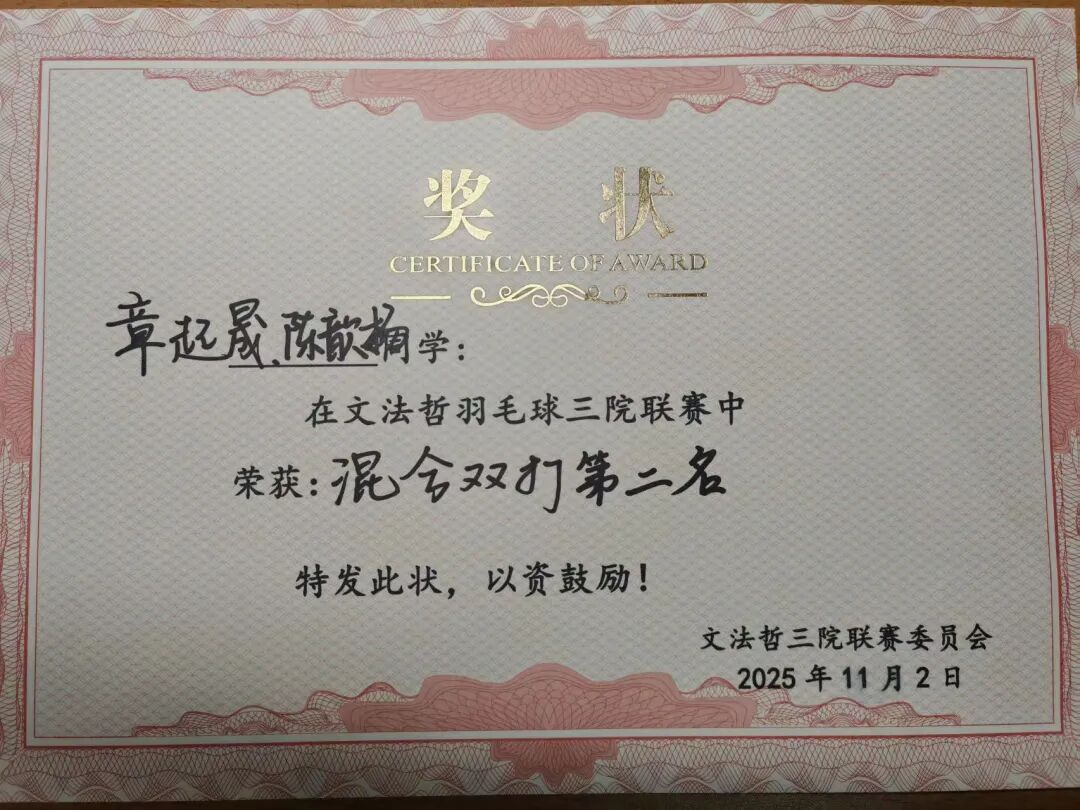 奖 状
CERTIFICATE OF AWARD
章起晟、陈歆桐学:
在文法哲羽毛球三院联赛中
荣获:混合双打第二名
特发此状,以资鼓励!
文法哲三院联赛委员会
2025年11月2日